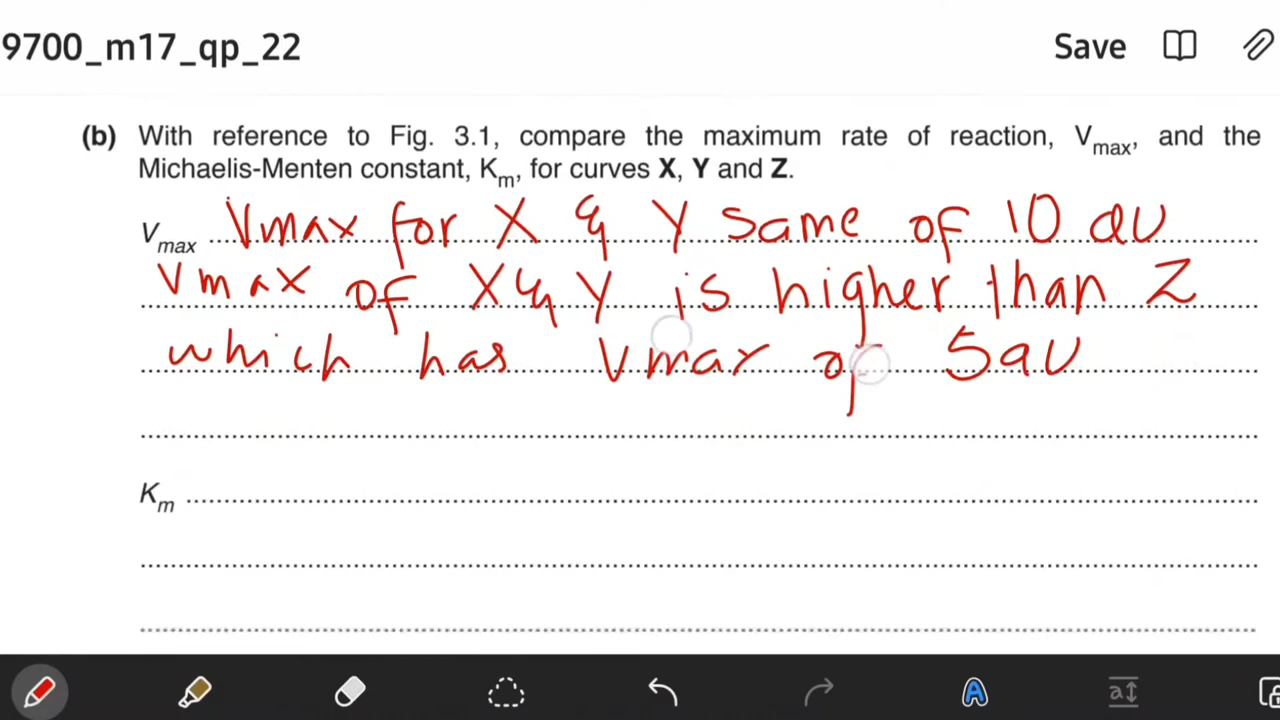 9700_m17_qp_22
Save
(b) With reference to Fig. 3.1, compare the maximum rate of reaction, Vmax, and the
Michaelis-Menten constant, Km, for curves X, Y and Z.
Vmax Vmax for X & Y same of 10 au
Vmax of X & Y is higher than Z
which has Vmax of 5au
Km
A
a